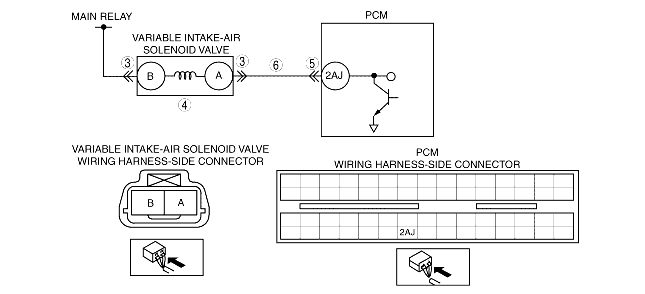 MAIN RELAY
PCM
VARIABLE INTAKE-AIR
SOLENOID VALVE
3
3
6
5
B
A
2AJ
4
VARIABLE INTAKE-AIR SOLENOID VALVE
WIRING HARNESS-SIDE CONNECTOR
PCM
WIRING HARNESS-SIDE CONNECTOR
B
A
2AJ